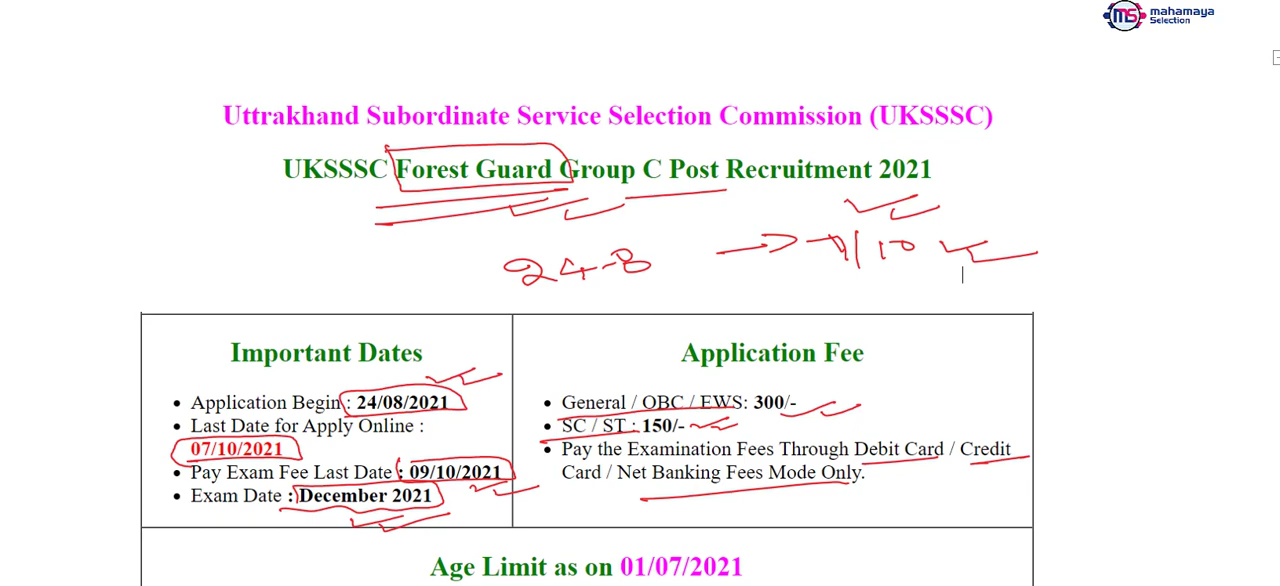 mahamaya
Selection
Uttrakhand Subordinate Service Selection Commission (UKSSSC)
UKSSSC Forest Guard Group C Post Recruitment 2021
24-8 → 7/10
Important Dates
• Application Begin : 24/08/2021
• Last Date for Apply Online :
07/10/2021
• Pay Exam Fee Last Date : 09/10/2021
• Exam Date : December 2021
Application Fee
• General / OBC / EWS: 300/-
• SC / ST : 150/-
• Pay the Examination Fees Through Debit Card / Credit
Card / Net Banking Fees Mode Only.
Age Limit as on 01/07/2021